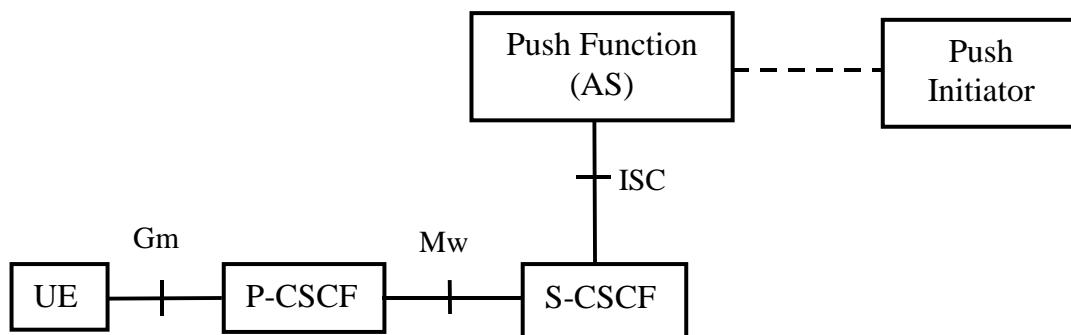 Push Function
(AS)
Push
Initiator
ISC
Gm
Mw
UE
P-CSCF
S-CSCF